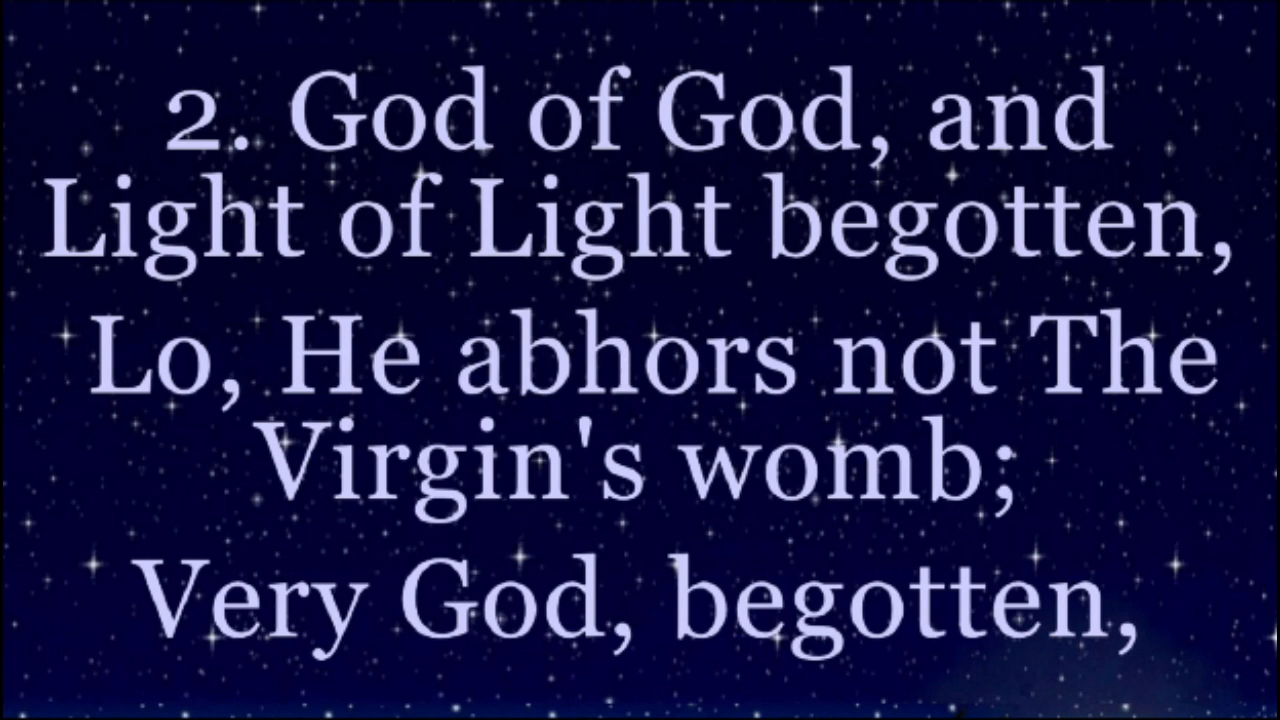 2. God of God, and
Light of Light begotten,
Lo, He abhors not The
Virgin's womb;
Very God, begotten,